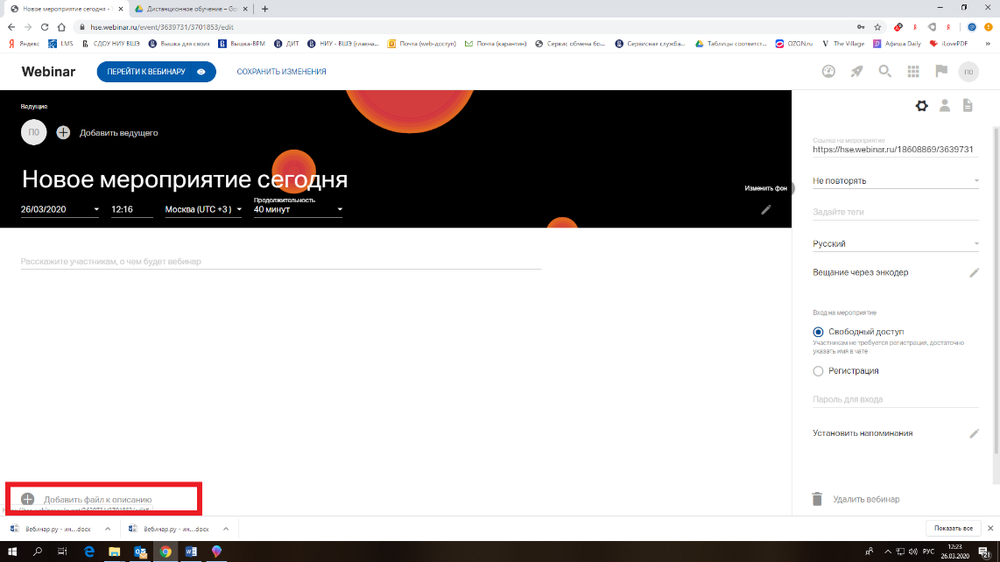 Новое мероприятие сегодня -
Дистанционное обучение – Go
hse.webinar.ru/event/3639731/3701853/edit
Яндекс LMS СДОУ НИУ ВШЭ Вышка для своих Вышка-BPM ДИТ НИУ - ВШЭ (главна... Почта (web-доступ) Почта (карантин) Сервис обмена бо... Сервисная служба... Таблицы соответст... OZON.ru The Village Афиша Daily iLovePDF »
Webinar
ПЕРЕЙТИ К ВЕБИНАРУ
СОХРАНИТЬ ИЗМЕНЕНИЯ
ПО
Ведущие
ПО
Добавить ведущего
Новое мероприятие сегодня
Изменить фон
Продолжительность
26/03/2020 12:16 Москва (UTC +3 ) 40 минут
Расскажите участникам, о чем будет вебинар
Добавить файл к описанию
Ссылка на мероприятие
https://hse.webinar.ru/18608869/3639731
Не повторять
Задайте теги
Русский
Вещание через энкодер
Вход на мероприятие
Свободный доступ
Участникам не требуется регистрация, достаточно
указать имя в чате
Регистрация
Пароль для входа
Установить напоминания
Удалить вебинар
Вебинар.ру - ин....docx
Вебинар.ру - ин....docx
Показать все
РУС
12:23
26.03.2020